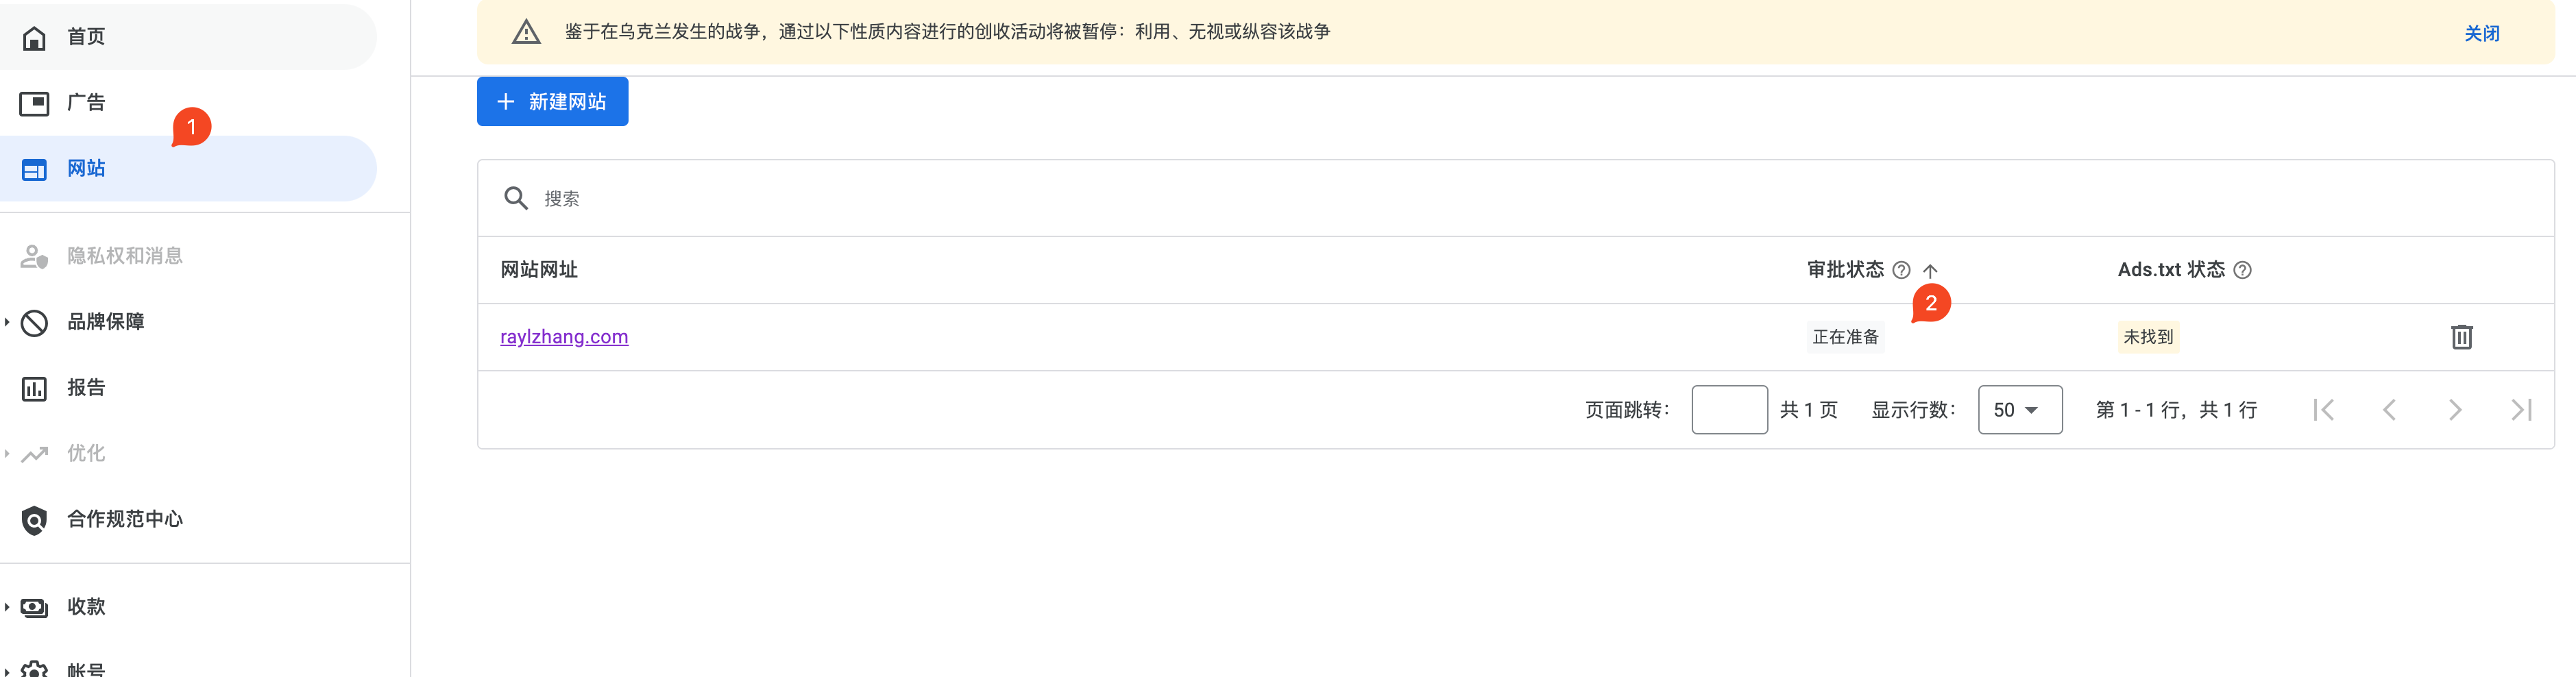 首页
广告
1
网站
隐私权和消息
品牌保障
报告
优化
合作规范中心
收款
帐号
鉴于在乌克兰发生的战争，通过以下性质内容进行的创收活动将被暂停：利用、无视或纵容该战争
关闭
新建网站
搜索
网站网址 审批状态 Ads.txt 状态
2
raylzhang.com 正在准备 未找到
页面跳转： 共 1 页 显示行数： 50 第 1 - 1 行，共 1 行